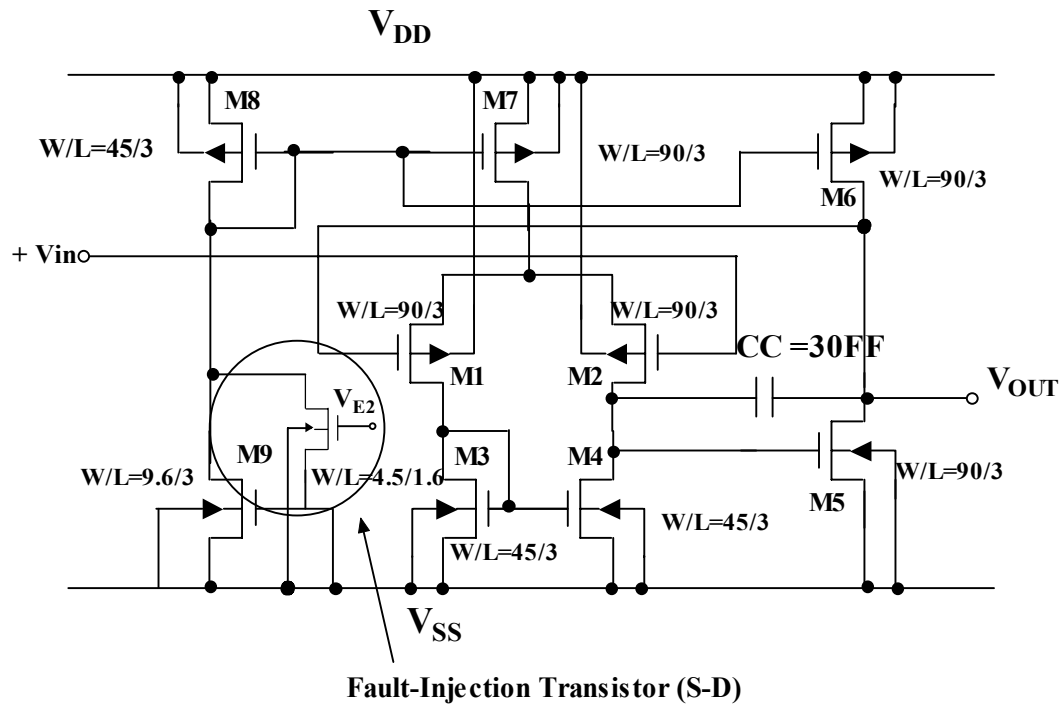 VDD
M8
M7
W/L=45/3
W/L=90/3
W/L=90/3
M6
+ Vin
W/L=90/3
W/L=90/3
CC =30FF
M1
M2
VOUT
VE2
M9
M3
M4
W/L=9.6/3
W/L=4.5/1.6
W/L=90/3
M5
W/L=45/3
W/L=45/3
VSS
Fault-Injection Transistor (S-D)